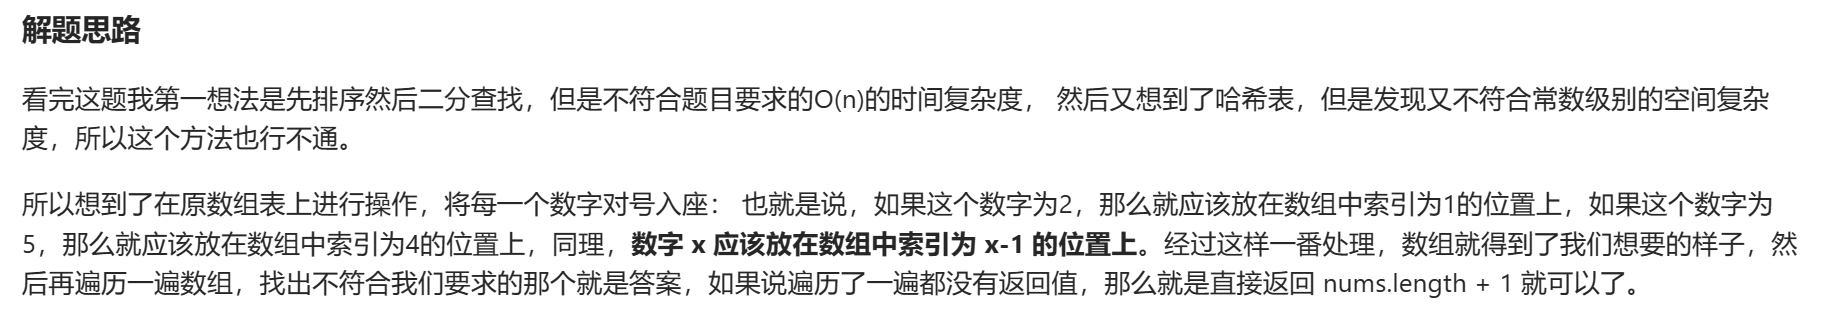 解题思路
看完这题我第一想法是先排序然后二分查找，但是不符合题目要求的O(n)的时间复杂度， 然后又想到了哈希表，但是发现又不符合常数级别的空间复杂
度，所以这个方法也行不通。
所以想到了在原数组表上进行操作，将每一个数字对号入座： 也就是说，如果这个数字为2，那么就应该放在数组中索引为1的位置上，如果这个数字为
5，那么就应该放在数组中索引为4的位置上，同理，数字 x 应该放在数组中索引为 x-1 的位置上。经过这样一番处理，数组就得到了我们想要的样子，然
后再遍历一遍数组，找出不符合我们要求的那个就是答案，如果说遍历了一遍都没有返回值，那么就是直接返回 nums.length + 1 就可以了。